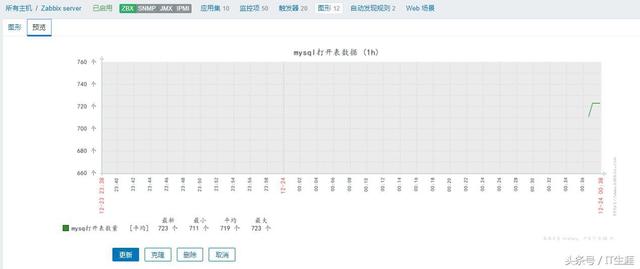 所有主机 / Zabbix server 已启用 ZBX SNMP JMX IPMI 应用集 10 监控项 50 触发器 20 图形 12 自动发现规则 2 Web 场景
图形 预览
mysql打开表数据 (1h)
760 个
740 个
720 个
700 个
680 个
660 个
12-23 23:38 23:40 23:42 23:44 23:46 23:48 23:50 23:52 23:54 23:56 23:58 12-24 00:02 00:04 00:06 00:08 00:10 00:12 00:14 00:16 00:18 00:20 00:22 00:24 00:26 00:28 00:30 00:32 00:34 00:36 12-24 00:38
最新 最小 平均 最大
mysql打开表数量 [平均] 723 个 711 个 719 个 723 个
更新 克隆 删除 取消
头条号 / IT生涯